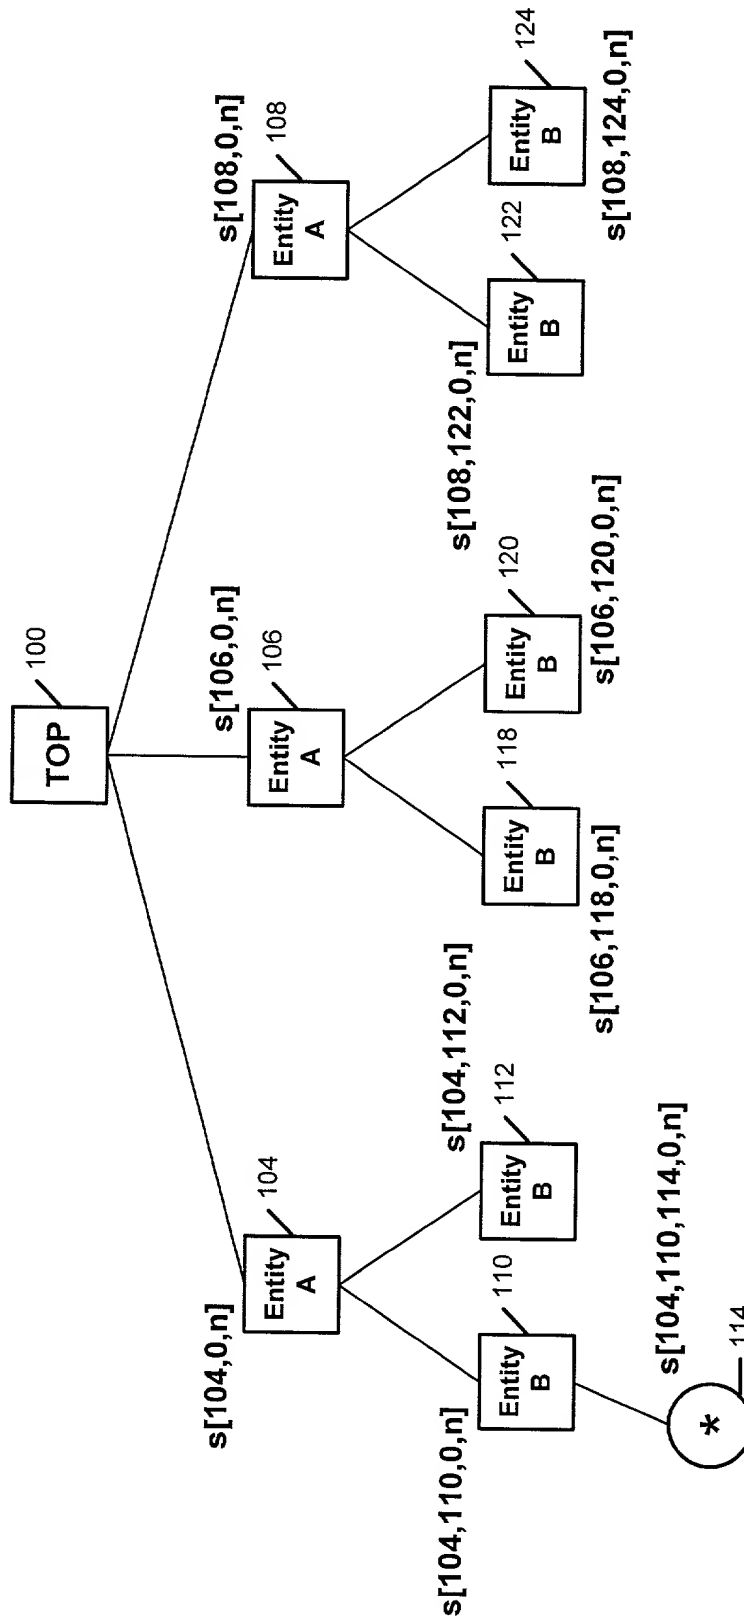 TOP
100
s[104,0,n]
Entity
A
104
s[106,0,n]
Entity
A
106
s[108,0,n]
Entity
A
108
s[104,110,0,n]
Entity
B
110
s[104,112,0,n]
Entity
B
112
s[106,118,0,n]
Entity
B
118
Entity
B
120
s[106,120,0,n]
s[108,122,0,n]
Entity
B
122
Entity
B
124
s[108,124,0,n]
*
s[104,110,114,0,n]
114